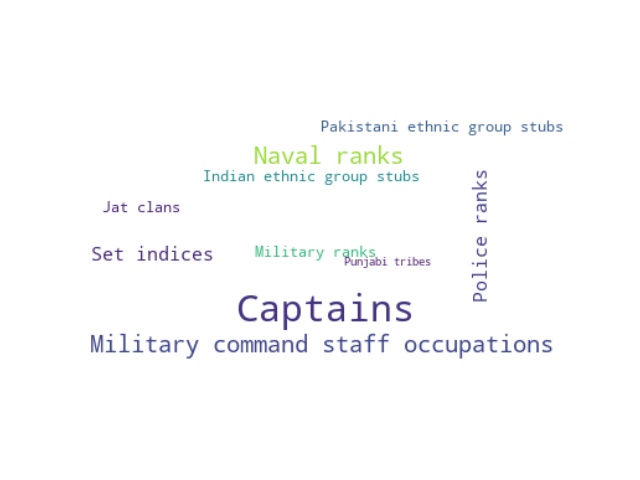 Pakistani ethnic group stubs
Naval ranks
Indian ethnic group stubs
Police ranks
Jat clans
Set indices
Military ranks
Punjabi tribes
Captains
Military command staff occupations